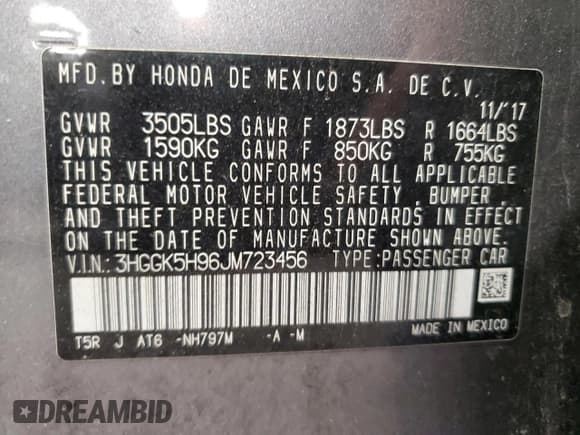 MFD.BY HONDA DE MEXICO S.A. DE C.V.
11/'17
GVWR 3505LBS GAWR F 1873LBS R 1664LBS
GVWR 1590KG GAWR F 850KG R 755KG
THIS VEHICLE CONFORMS TO ALL APPLICABLE
FEDERAL MOTOR VEHICLE SAFETY , BUMPER ,
AND THEFT PREVENTION STANDARDS IN EFFECT
ON THE DATE OF MANUFACTURE SHOWN ABOVE.
V.I.N.: 3HGGK5H96JM723456 TYPE:PASSENGER CAR
T5R J AT6 -NH797M -A -M
MADE IN MEXICO
DREAMBID